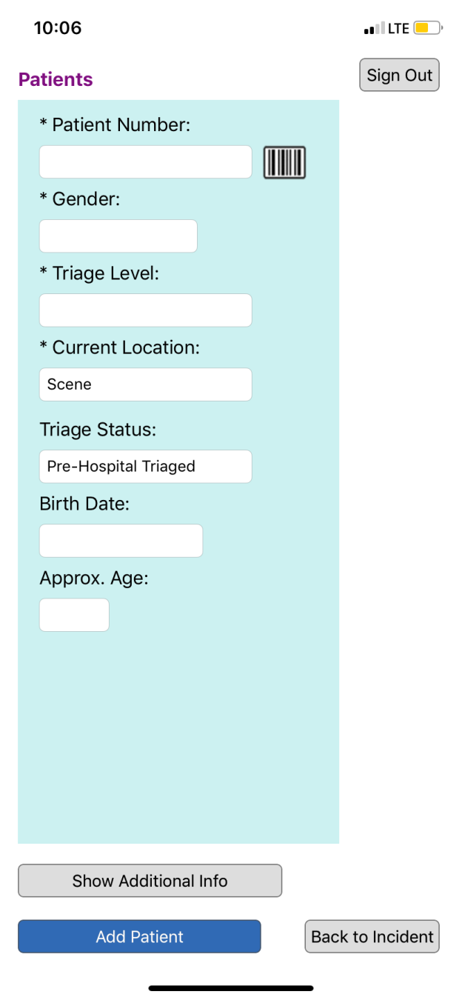 10:06 LTE
Patients
Sign Out
* Patient Number:
* Gender:
* Triage Level:
* Current Location:
Scene
Triage Status:
Pre-Hospital Triaged
Birth Date:
Approx. Age:
Show Additional Info
Add Patient
Back to Incident